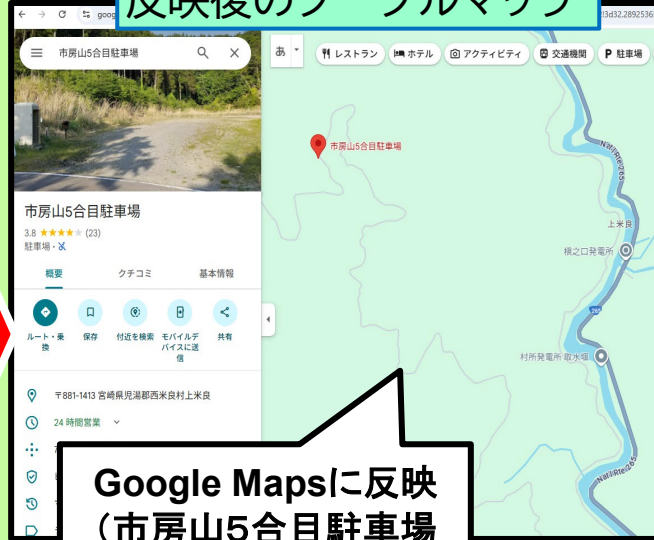 反映後のグーグルマップ
市房山5合目駐車場
あ
レストラン
ホテル
アクティビティ
交通機関
P 駐車場
市房山5合目駐車場
3.8 ★★★★★ (23)
駐車場・
概要
クチコミ
基本情報
ルート・乗
換
保存
付近を検索
モバイルデ
バイスに送
信
共有
〒881-1413 宮崎県児湯郡西米良村上米良
24 時間営業
市房山5合目駐車場
Nat'l Rte 265
上米良
槇之口発電所
265
村所発電所 取水堰
Nat'l Rte 265
Google Mapsに反映
（市房山５合目駐車場